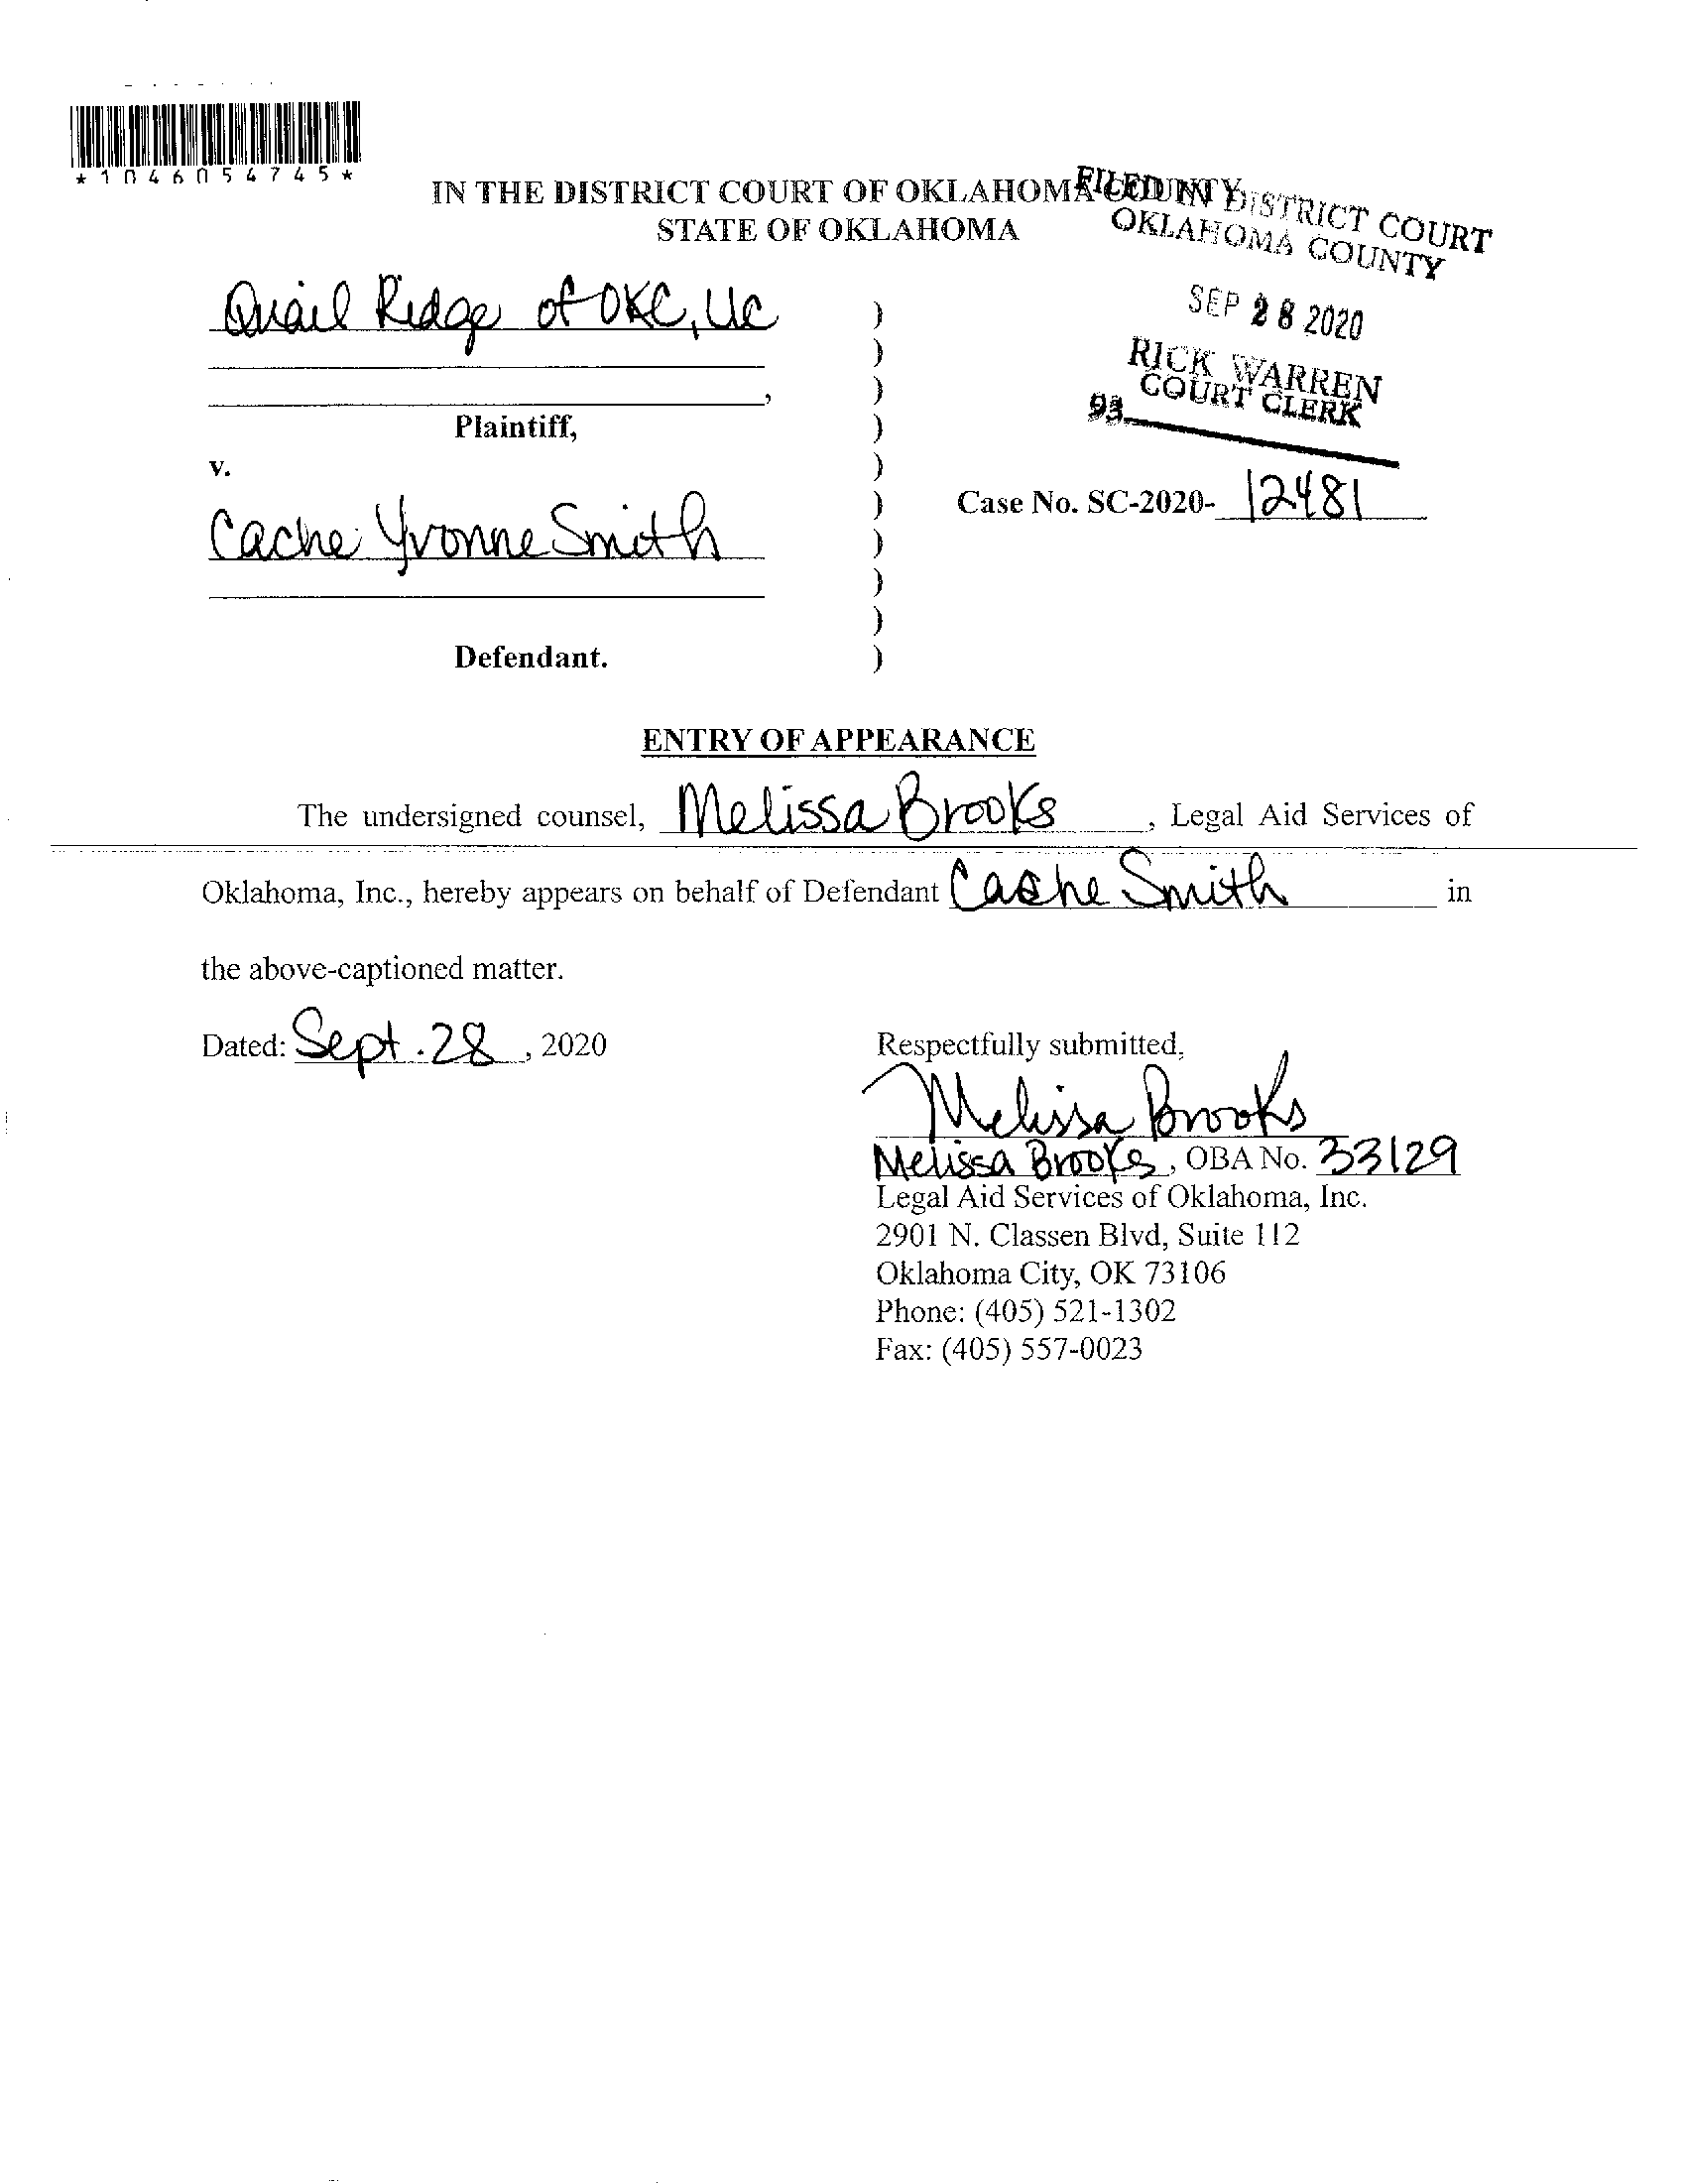 *1046054745*
IN THE DISTRICT COURT OF OKLAHOMA COUNTY
STATE OF OKLAHOMA
FILED IN DISTRICT COURT
OKLAHOMA COUNTY
SEP 28 2020
RICK WARREN
COURT CLERK
93
Quail Ridge of OKC, LLC )
)
, )
Plaintiff, )
v. )
Case No. SC-2020- 12481
Cache Yvonne Smith )
)
)
Defendant. )
ENTRY OF APPEARANCE
The undersigned counsel, Melissa Brooks, Legal Aid Services of
Oklahoma, Inc., hereby appears on behalf of Defendant Cache Smith in
the above-captioned matter.
Dated: Sept. 28, 2020
Respectfully submitted,
Melissa Brooks
Melissa Brooks, OBA No. 33129
Legal Aid Services of Oklahoma, Inc.
2901 N. Classen Blvd, Suite 112
Oklahoma City, OK 73106
Phone: (405) 521-1302
Fax: (405) 557-0023